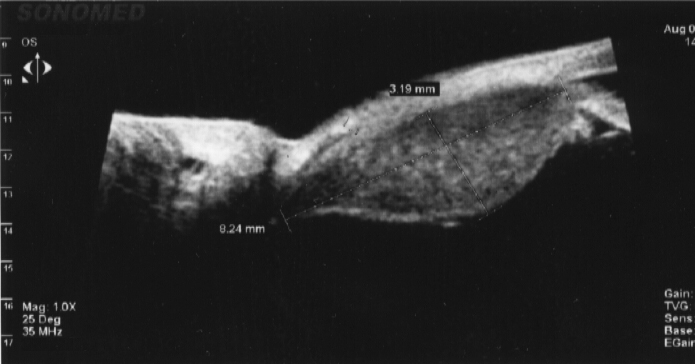 SONOMED
OS
Aug 0
14
9
10
11
12
13
14
15
16
17
3.19 mm
8.24 mm
Mag: 1.0X
25 Deg
35 MHz
Gain:
TVG
Sens
Base
EGain